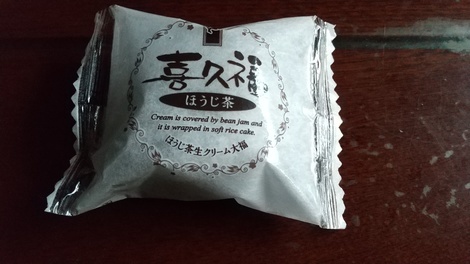 喜久福
ほうじ茶
Cream is covered by bean jam and
it is wrapped in soft rice cake.
ほうじ茶生クリーム大福